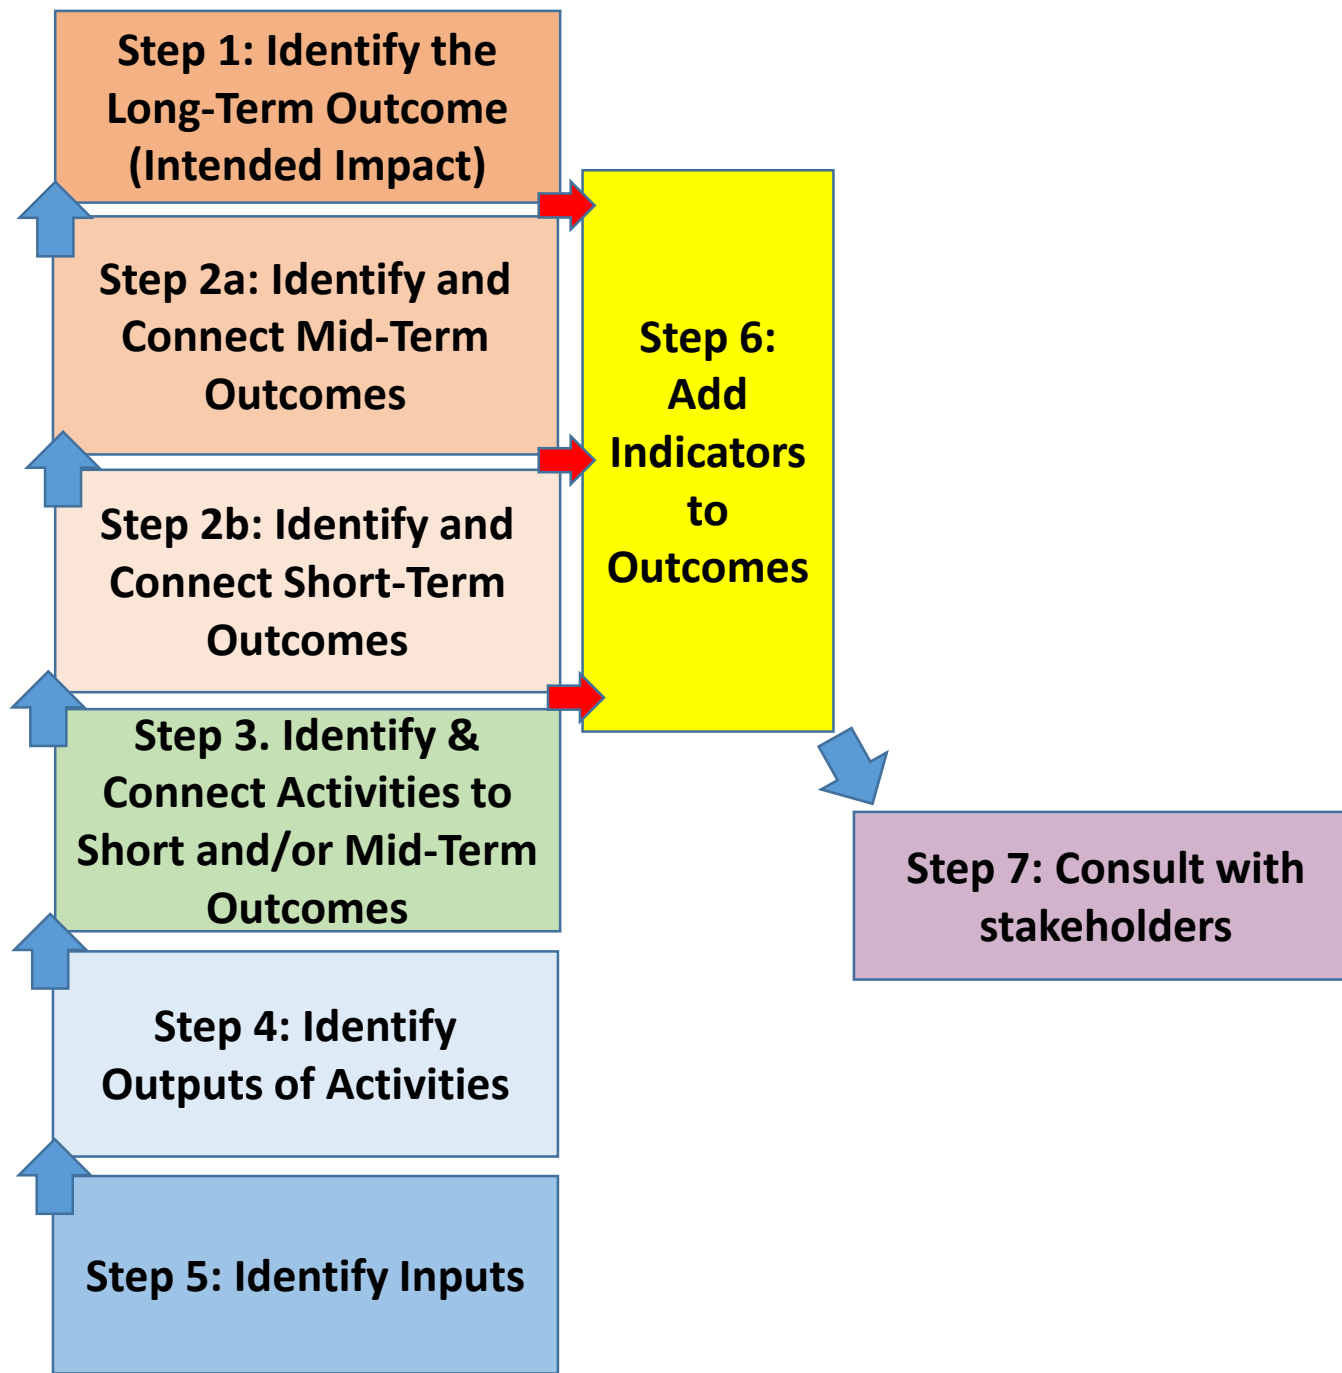 Step 1: Identify the
Long-Term Outcome
(Intended Impact)
Step 2a: Identify and
Connect Mid-Term
Outcomes
Step 2b: Identify and
Connect Short-Term
Outcomes
Step 3. Identify &
Connect Activities to
Short and/or Mid-Term
Outcomes
Step 4: Identify
Outputs of Activities
Step 5: Identify Inputs
Step 6:
Add
Indicators
to
Outcomes
Step 7: Consult with
stakeholders